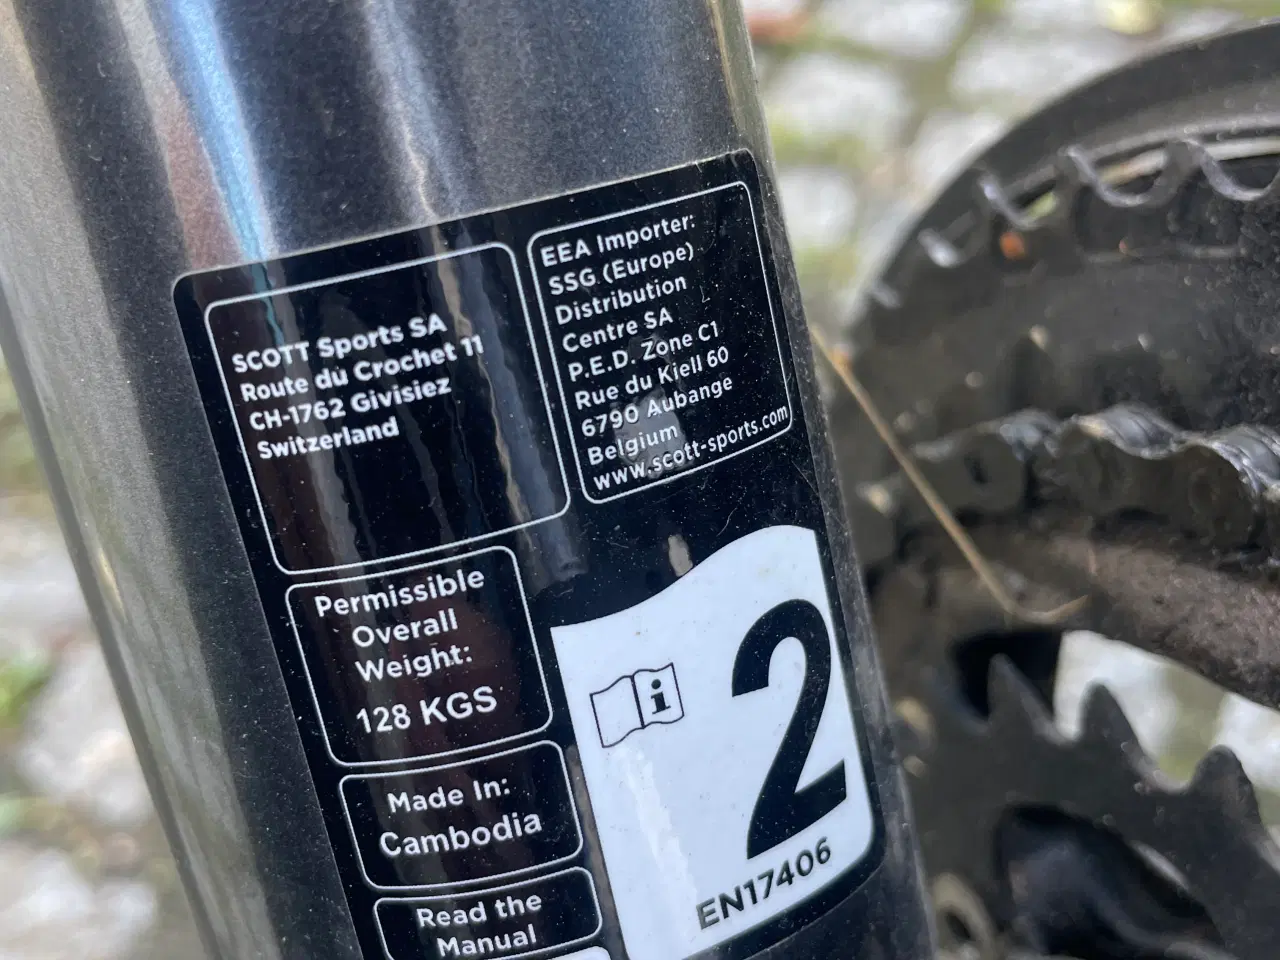 SCOTT Sports SA
Route du Crochet 11
CH-1762 Givisiez
Switzerland
EEA Importer:
SSG (Europe)
Distribution
Centre SA
P.E.D. Zone C1
Rue du Kiell 60
6790 Aubange
Belgium
www.scott-sports.com
Permissible
Overall
Weight:
128 KGS
Made In:
Cambodia
Read the
Manual
i
2
EN17406